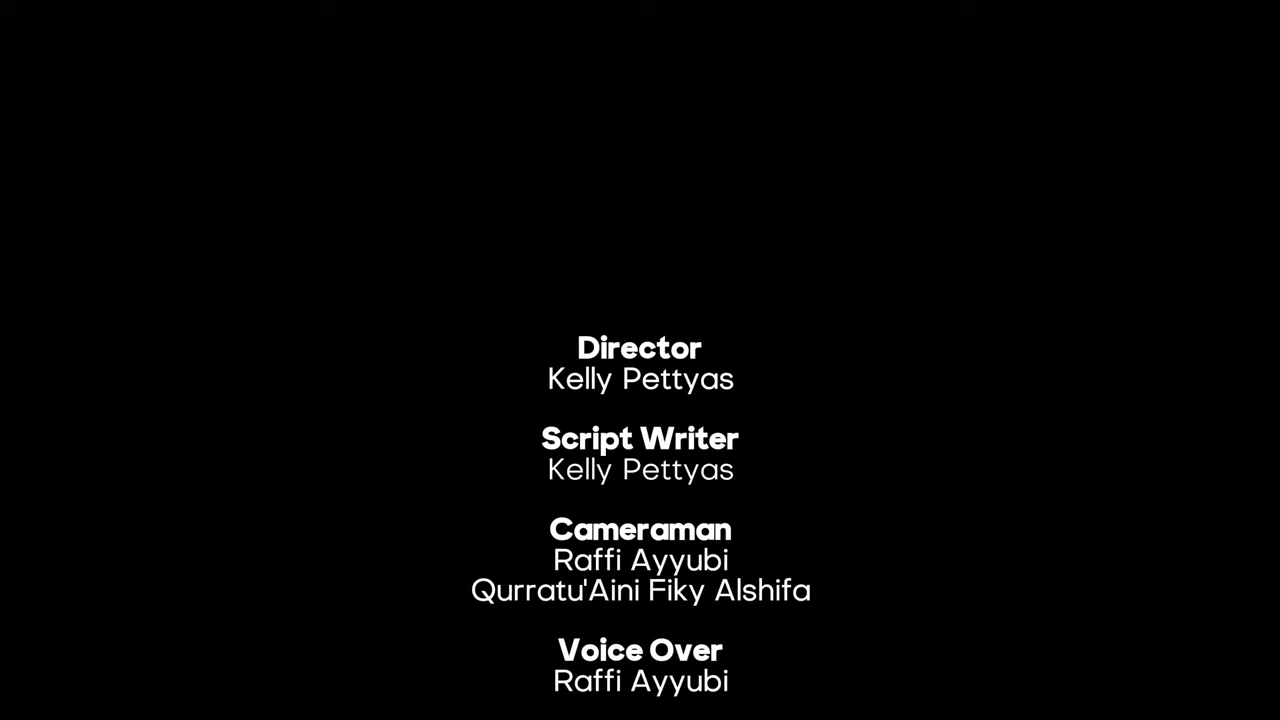 Director
Kelly Pettyas
Script Writer
Kelly Pettyas
Cameraman
Raffi Ayyubi
Qurratu'Aini Fiky Alshifa
Voice Over
Raffi Ayyubi